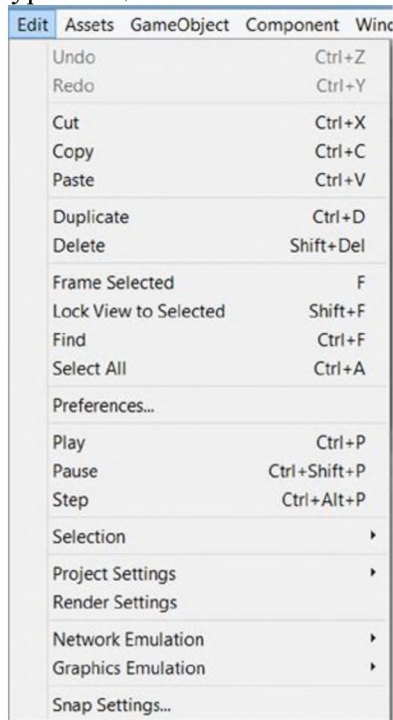 Edit Assets GameObject Component
Undo Ctrl+Z
Redo Ctrl+Y
Cut Ctrl+X
Copy Ctrl+C
Paste Ctrl+V
Duplicate Ctrl+D
Delete Shift+Del
Frame Selected F
Lock View to Selected Shift+F
Find Ctrl+F
Select All Ctrl+A
Preferences...
Play Ctrl+P
Pause Ctrl+Shift+P
Step Ctrl+Alt+P
Selection
Project Settings
Render Settings
Network Emulation
Graphics Emulation
Snap Settings...